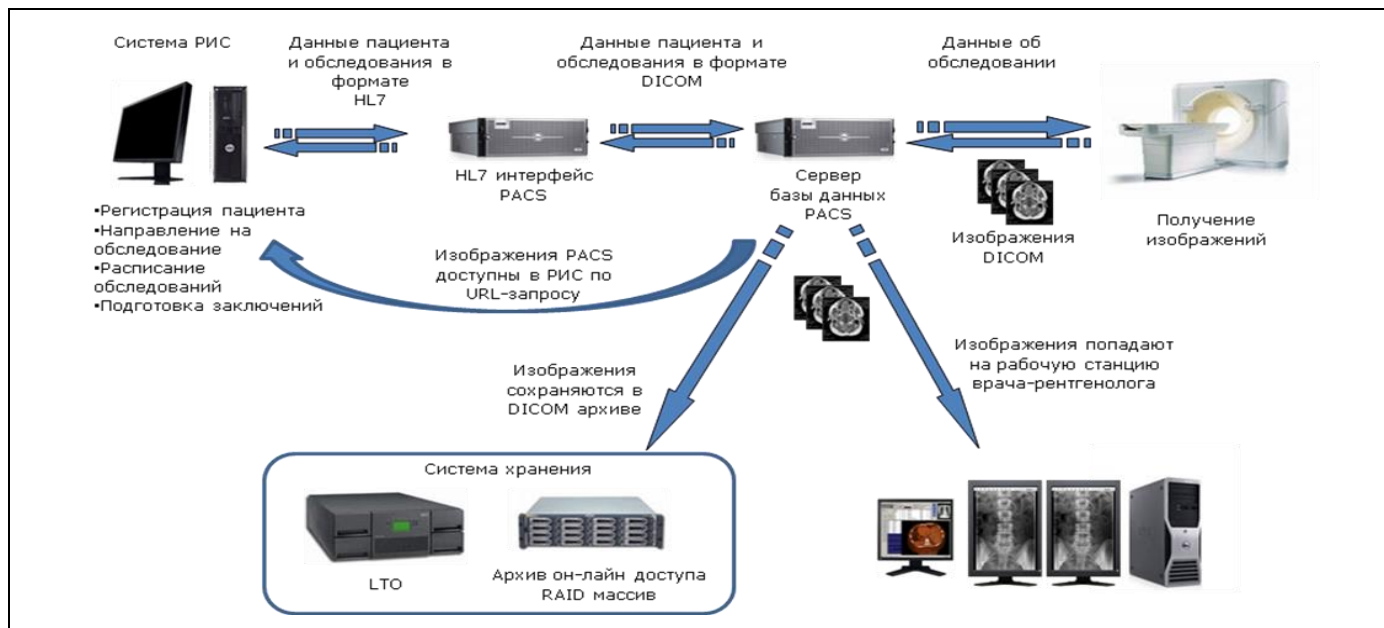 Система РИС
Данные пациента
и обследования в
формате
HL7
Данные пациента и
обследования в формате
DICOM
Данные об
обследовании
HL7 интерфейс
PACS
Сервер
базы данных
PACS
Изображения
DICOM
Получение
изображений
•Регистрация пациента
•Направление на
обследование
•Расписание
обследований
•Подготовка заключений
Изображения PACS
доступны в РИС по
URL-запросу
Изображения
сохраняются в
DICOM архиве
Изображения попадают
на рабочую станцию
врача-рентгенолога
Система хранения
LTO
Архив он-лайн доступа
RAID массив